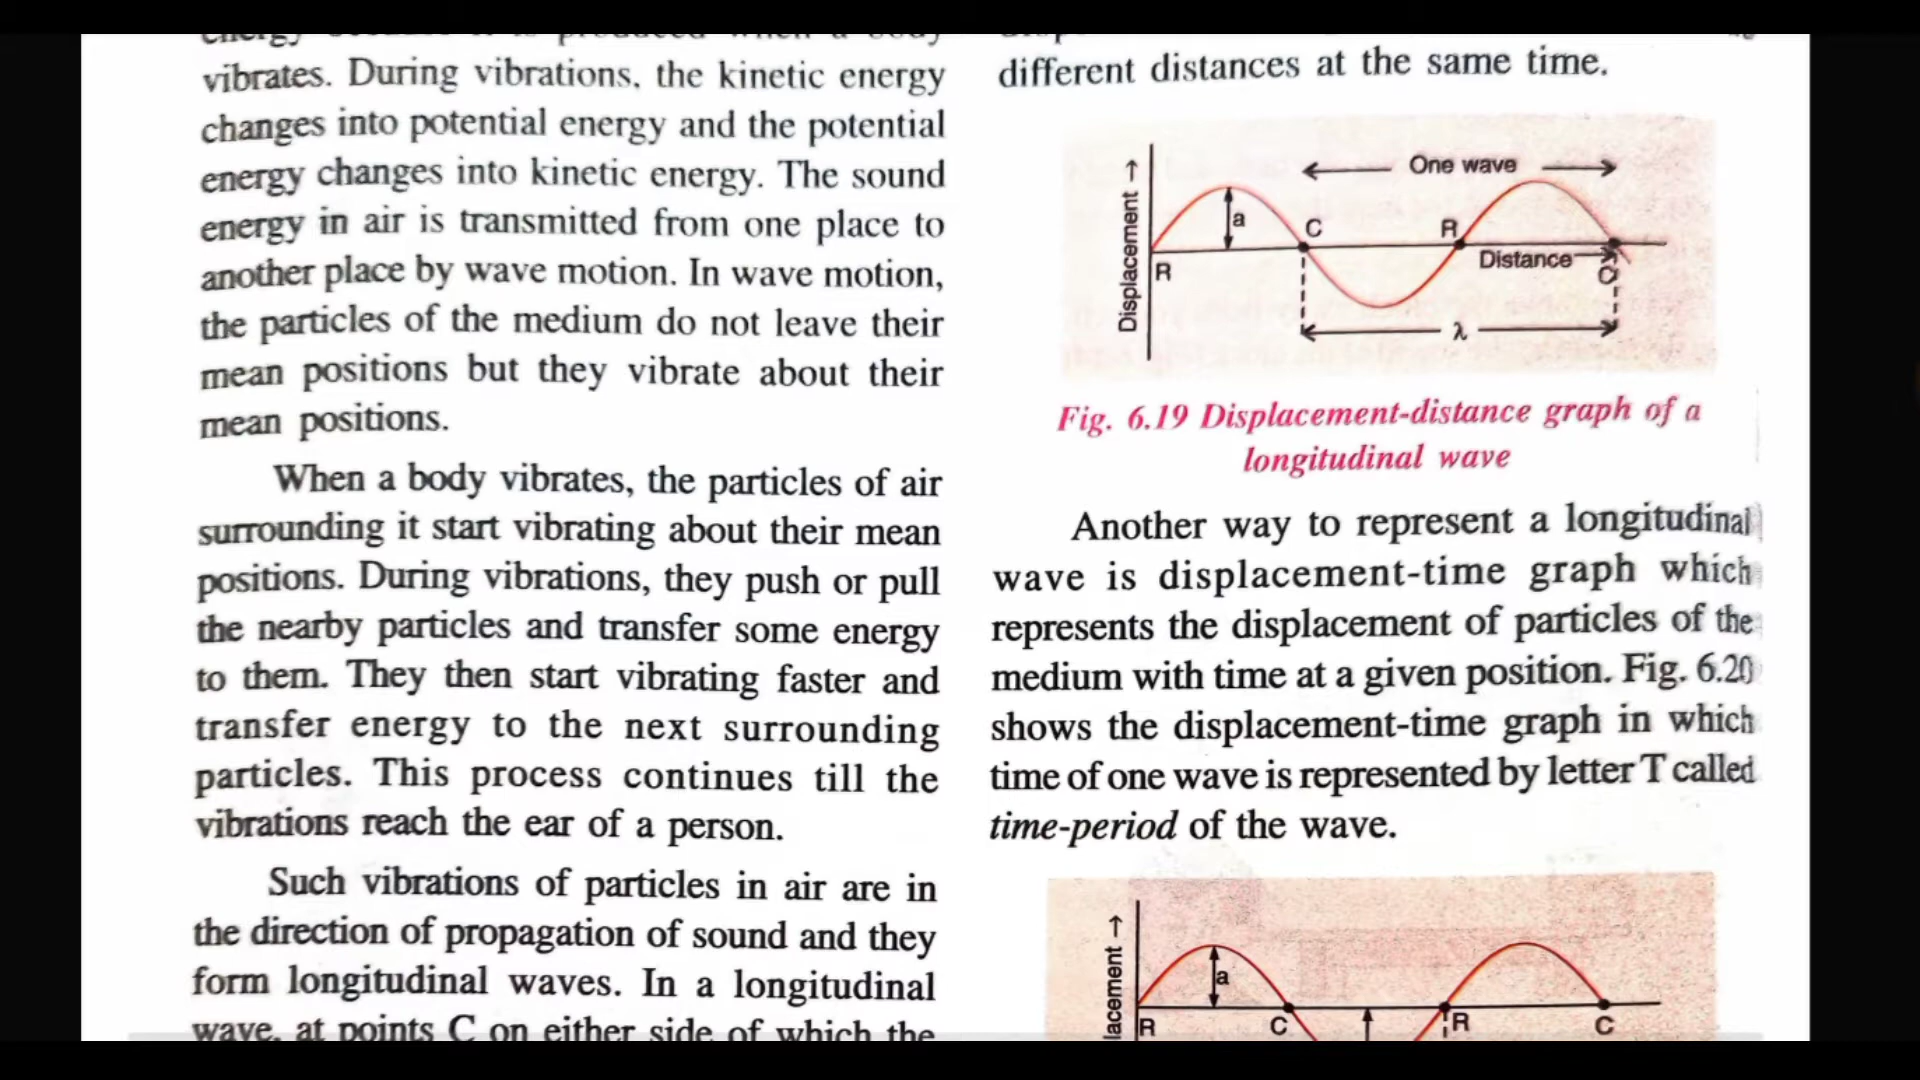 vibrates. During vibrations, the kinetic energy
changes into potential energy and the potential
energy changes into kinetic energy. The sound
energy in air is transmitted from one place to
another place by wave motion. In wave motion,
the particles of the medium do not leave their
mean positions but they vibrate about their
mean positions.
When a body vibrates, the particles of air
surrounding it start vibrating about their mean
positions. During vibrations, they push or pull
the nearby particles and transfer some energy
to them. They then start vibrating faster and
transfer energy to the next surrounding
particles. This process continues till the
vibrations reach the ear of a person.
Such vibrations of particles in air are in
the direction of propagation of sound and they
form longitudinal waves. In a longitudinal
wave, at points C on either side of which the
different distances at the same time.
Displacement →
One wave
a
C
R
R
Distance
C
λ
Fig. 6.19 Displacement-distance graph of a
longitudinal wave
Another way to represent a longitudinal
wave is displacement-time graph which
represents the displacement of particles of the
medium with time at a given position. Fig. 6.20
shows the displacement-time graph in which
time of one wave is represented by letter T called
time-period of the wave.
lacement →
a
R
C
R
C